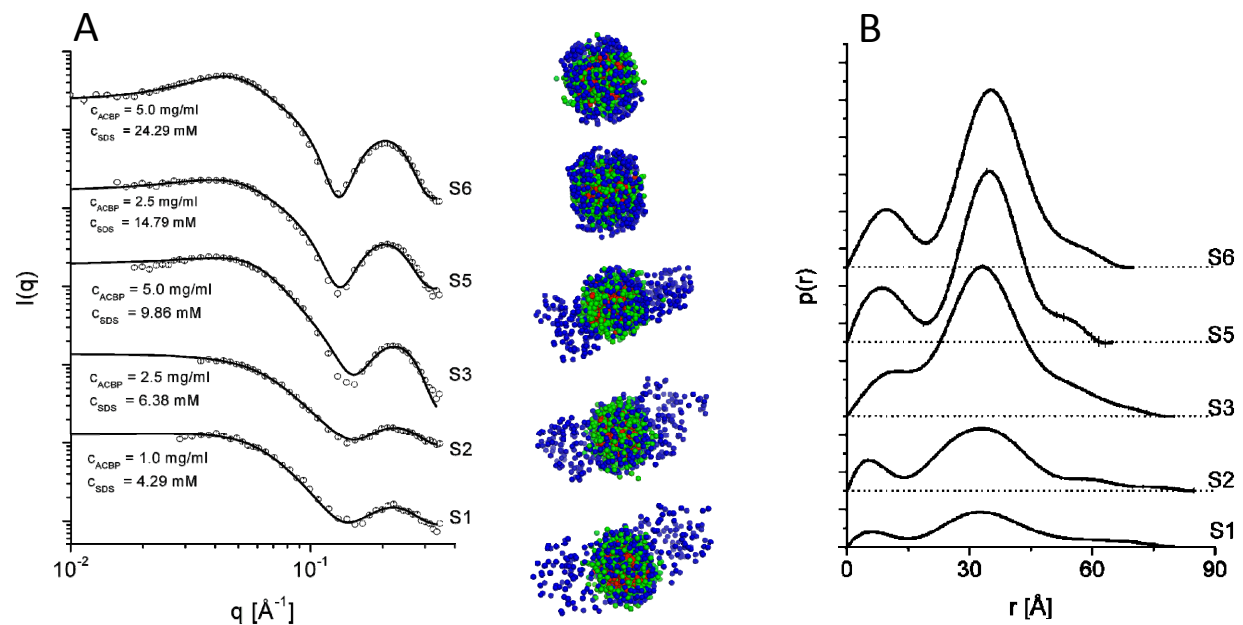 A
B
c_ACBP = 5.0 mg/ml
c_SDS = 24.29 mM
S6
c_ACBP = 2.5 mg/ml
c_SDS = 14.79 mM
S5
c_ACBP = 5.0 mg/ml
c_SDS = 9.86 mM
S3
c_ACBP = 2.5 mg/ml
c_SDS = 6.38 mM
S2
c_ACBP = 1.0 mg/ml
c_SDS = 4.29 mM
S1
I(q)
10⁻² 10⁻¹
q [Å⁻¹]
p(r)
S6
S5
S3
S2
S1
0 30 60 90
r [Å]